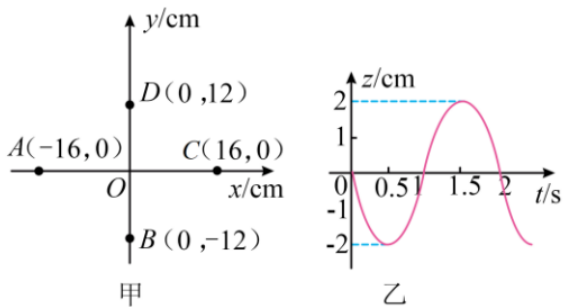 y/cm
D(0,12)
A(-16,0)
C(16,0)
O
x/cm
B(0,-12)
甲
z/cm
2
1
0
0.5
1
1.5
2
t/s
-1
-2
乙